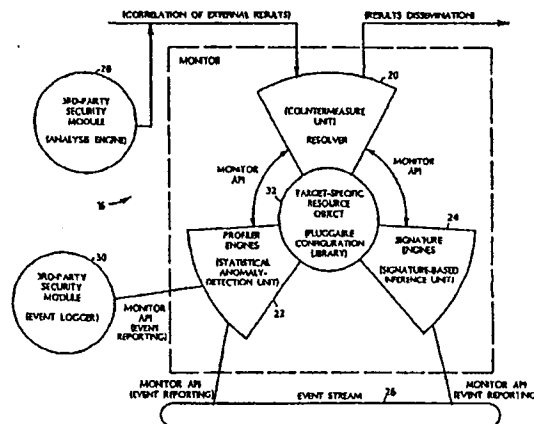 (CORRELATION OF EXTERNAL RESULTS)
(RESULTS DISSEMINATION)
MONITOR
28
3RD-PARTY
SECURITY
MODULE
(ANALYSIS ENGINE)
20
(COUNTERMEASURE
UNIT)
RESOLVER
MONITOR
API
MONITOR
API
16
32
TARGET-SPECIFIC
RESOURCE
OBJECT
(PLUGGABLE
CONFIGURATION
LIBRARY)
24
PROFILER
ENGINES
(STATISTICAL
ANOMALY-
DETECTION UNIT)
22
SIGNATURE
ENGINES
(SIGNATURE-BASED
INFERENCE UNIT)
30
3RD-PARTY
SECURITY
MODULE
(EVENT LOGGER)
MONITOR
API
(EVENT
REPORTING)
MONITOR API
(EVENT REPORTING)
EVENT STREAM
26
MONITOR API
(EVENT REPORTING)